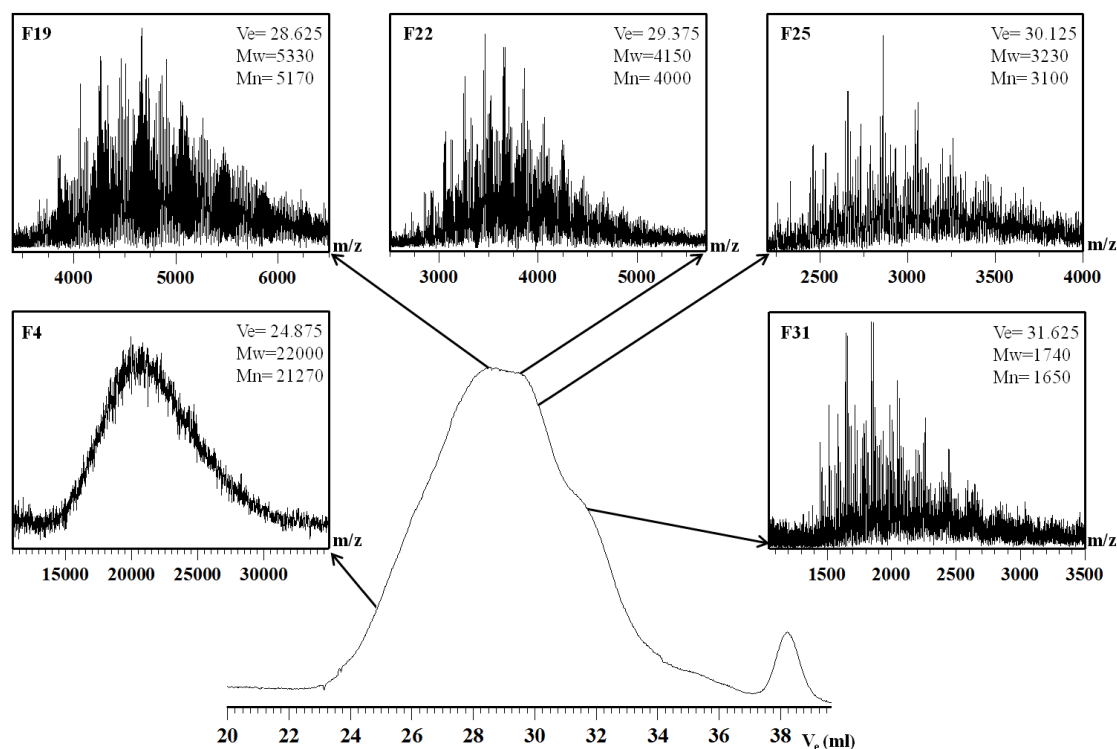 F19
Ve= 28.625
Mw=5330
Mn=5170
m/z
4000 5000 6000
F22
Ve= 29.375
Mw=4150
Mn=4000
m/z
3000 4000 5000
F25
Ve= 30.125
Mw=3230
Mn=3100
m/z
2500 3000 3500 4000
F4
Ve= 24.875
Mw=22000
Mn=21270
m/z
15000 20000 25000 30000
F31
Ve= 31.625
Mw=1740
Mn=1650
m/z
1500 2000 2500 3000 3500
20 22 24 26 28 30 32 34 36 38 Ve (ml)